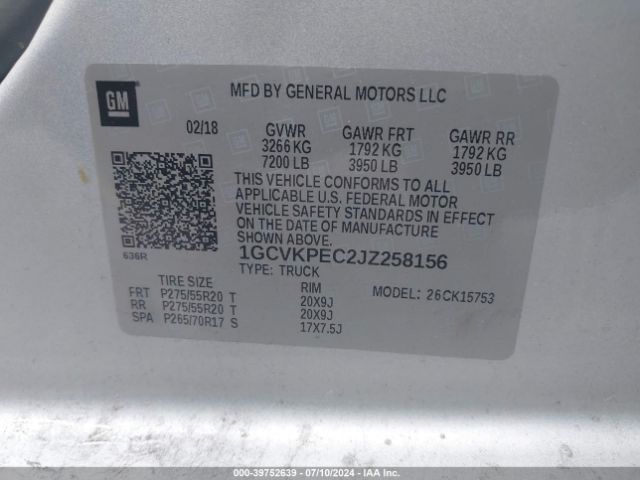 GM
MFD BY GENERAL MOTORS LLC
02/18 GVWR GAWR FRT GAWR RR
3266 KG 1792 KG 1792 KG
7200 LB 3950 LB 3950 LB
THIS VEHICLE CONFORMS TO ALL
APPLICABLE U.S. FEDERAL MOTOR
VEHICLE SAFETY STANDARDS IN EFFECT
ON THE DATE OF MANUFACTURE
SHOWN ABOVE.
636R
1GCVKPEC2JZ258156
TYPE: TRUCK
TIRE SIZE RIM MODEL: 26CK15753
FRT P275/55R20 T 20X9J
RR P275/55R20 T 20X9J
SPA P265/70R17 S 17X7.5J
000-39752639 - 07/10/2024 - IAA Inc.